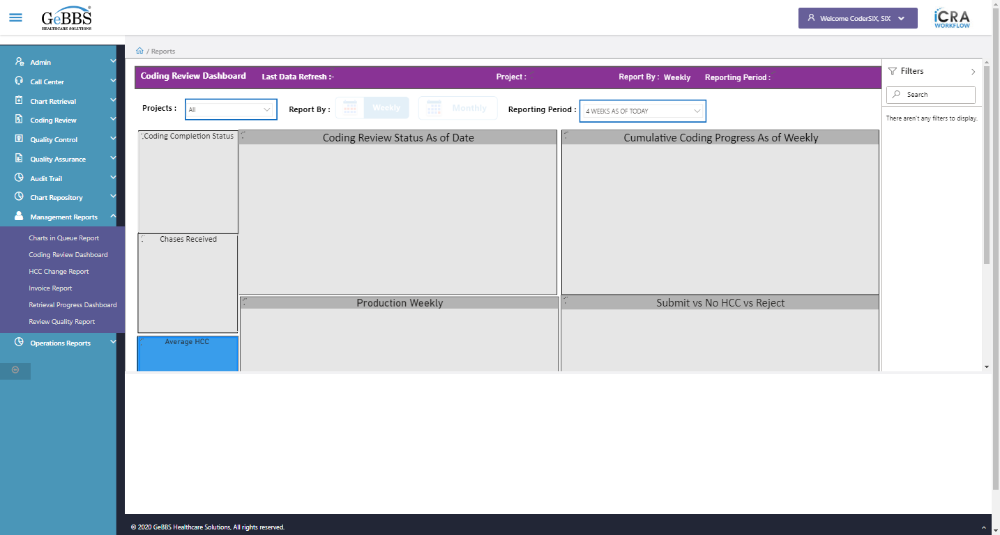 GeBBS
HEALTHCARE SOLUTIONS
Welcome CoderSIX, SIX
iCRA
WORKFLOW
/ Reports
Admin
Call Center
Chart Retrieval
Coding Review
Quality Control
Quality Assurance
Audit Trail
Chart Repository
Management Reports
Charts in Queue Report
Coding Review Dashboard
HCC Change Report
Invoice Report
Retrieval Progress Dashboard
Review Quality Report
Operations Reports
Coding Review Dashboard Last Data Refresh :- Project : Report By : Weekly Reporting Period :
Projects : All Report By : Weekly Monthly Reporting Period : 4 WEEKS AS OF TODAY
Coding Completion Status
Coding Review Status As of Date
Cumulative Coding Progress As of Weekly
Chases Received
Production Weekly
Submit vs No HCC vs Reject
Average HCC
Filters
Search
There aren't any filters to display.
© 2020 GeBBS Healthcare Solutions, All rights reserved.